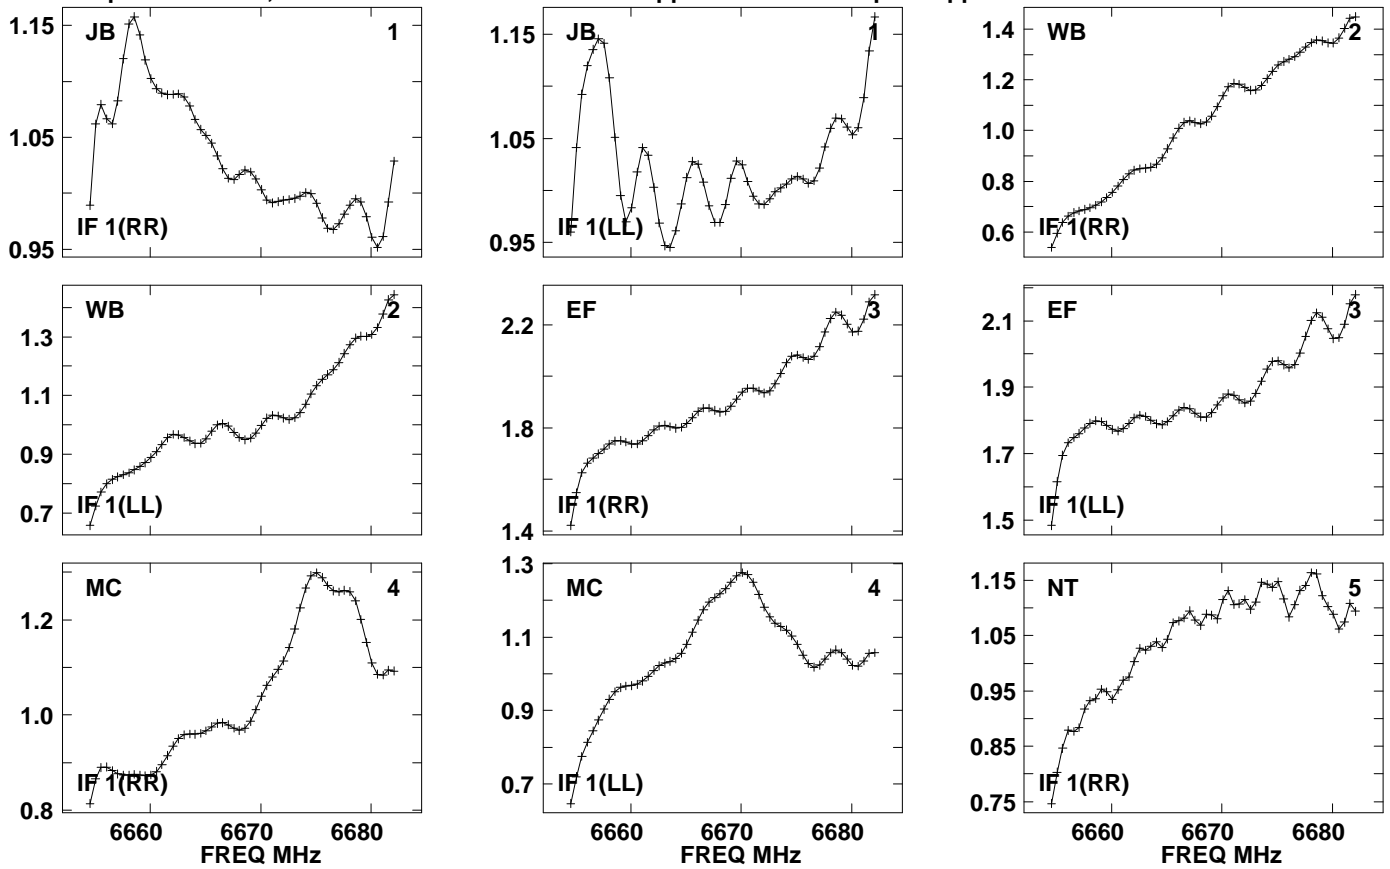 JB 1
1.15
1.05
0.95
IF 1(RR)
JB 1
1.15
1.05
0.95
IF 1(LL)
WB 2
1.4
1.2
1.0
0.8
0.6
IF 1(RR)
WB 2
1.3
1.1
0.9
0.7
IF 1(LL)
EF 3
2.2
1.8
1.4
IF 1(RR)
EF 3
2.1
1.9
1.7
1.5
IF 1(LL)
MC 4
1.2
1.0
0.8
IF 1(RR)
6660 6670 6680
FREQ MHz
MC 4
1.3
1.1
0.9
0.7
IF 1(LL)
6660 6670 6680
NT 5
1.15
1.05
0.95
0.85
0.75
IF 1(RR)
6660 6670 6680
FREQ MHz